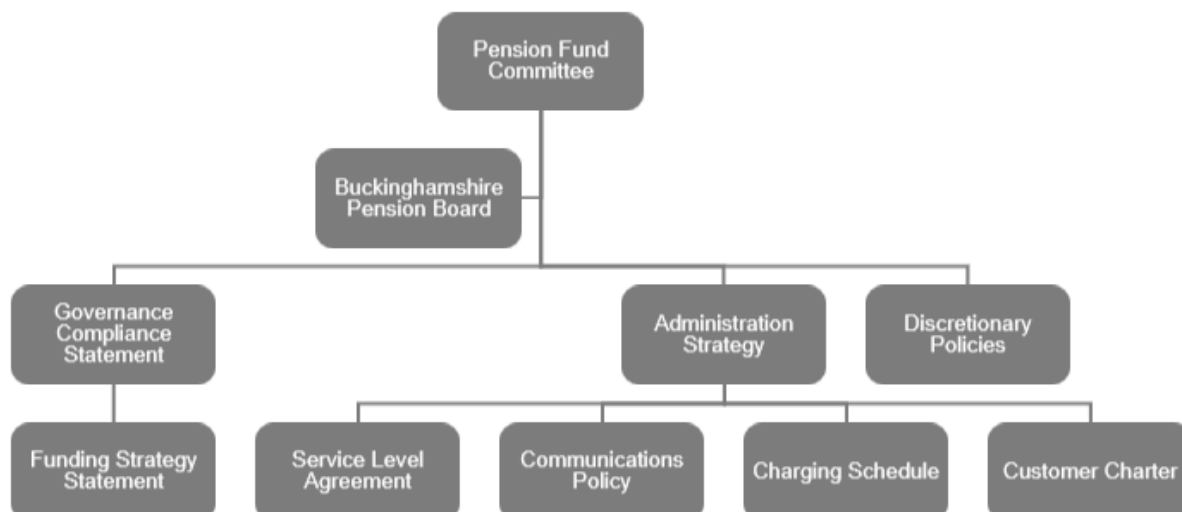 Pension Fund
Committee
Buckinghamshire
Pension Board
Governance
Compliance
Statement
Administration
Strategy
Discretionary
Policies
Funding Strategy
Statement
Service Level
Agreement
Communications
Policy
Charging Schedule
Customer Charter